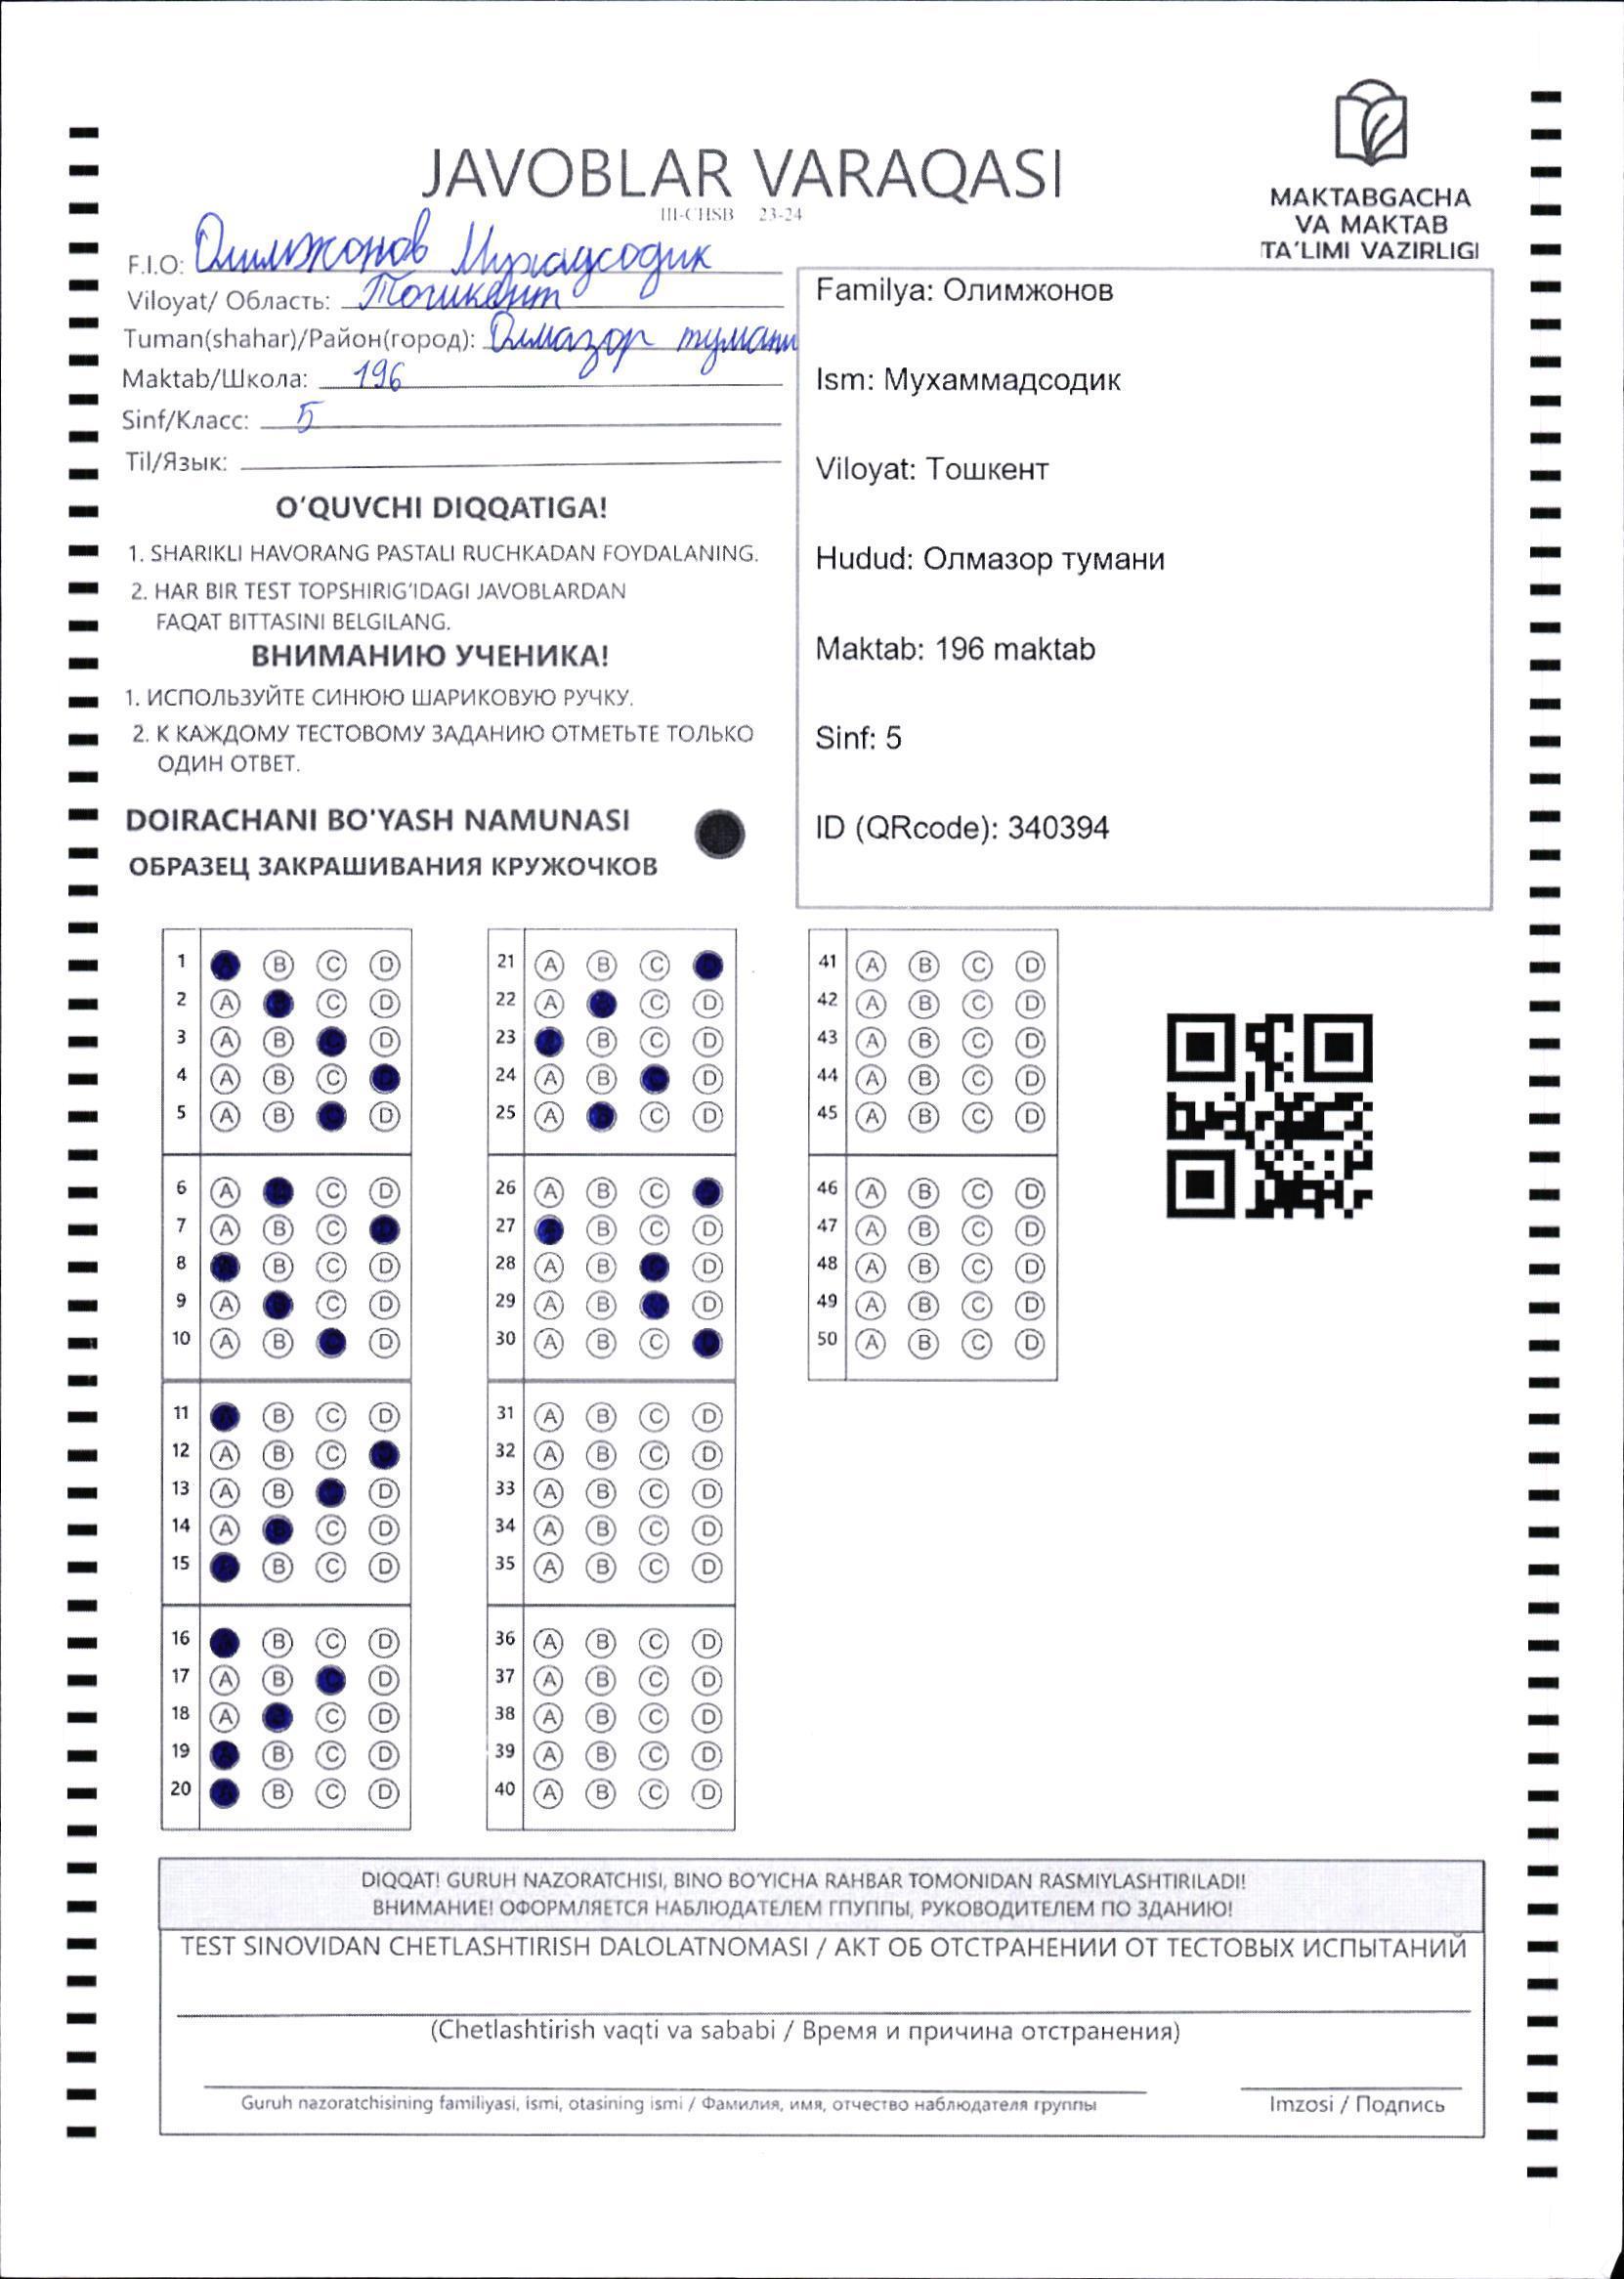 JAVOBLAR VARAQASI
III-CHSB 23-24
MAKTABGACHA
VA MAKTAB
TA'LIMI VAZIRLIGI
F.I.O: Олимжонов Мухадсодик
Viloyat/ Область: Тошкент
Tuman(shahar)/Район(город): Олмазор тумани
Maktab/Школа: 196
Sinf/Класс: 5
Til/Язык:
O'QUVCHI DIQQATIGA!
1. SHARIKLI HAVORANG PASTALI RUCHKADAN FOYDALANING.
2. HAR BIR TEST TOPSHIRIG'IDAGI JAVOBLARDAN
FAQAT BITTASINI BELGILANG.
ВНИМАНИЮ УЧЕНИКА!
1. ИСПОЛЬЗУЙТЕ СИНЮЮ ШАРИКОВУЮ РУЧКУ.
2. К КАЖДОМУ ТЕСТОВОМУ ЗАДАНИЮ ОТМЕТЬТЕ ТОЛЬКО
ОДИН ОТВЕТ.
DOIRACHANI BO'YASH NAMUNASI
ОБРАЗЕЦ ЗАКРАШИВАНИЯ КРУЖОЧКОВ
Familya: Олимжонов
Ism: Мухаммадсодик
Viloyat: Тошкент
Hudud: Олмазор тумани
Maktab: 196 maktab
Sinf: 5
ID (QRcode): 340394
1 A B C D
2 A B C D
3 A B C D
4 A B C D
5 A B C D
6 A B C D
7 A B C D
8 A B C D
9 A B C D
10 A B C D
11 A B C D
12 A B C D
13 A B C D
14 A B C D
15 A B C D
16 A B C D
17 A B C D
18 A B C D
19 A B C D
20 A B C D
21 A B C D
22 A B C D
23 A B C D
24 A B C D
25 A B C D
26 A B C D
27 A B C D
28 A B C D
29 A B C D
30 A B C D
31 A B C D
32 A B C D
33 A B C D
34 A B C D
35 A B C D
36 A B C D
37 A B C D
38 A B C D
39 A B C D
40 A B C D
41 A B C D
42 A B C D
43 A B C D
44 A B C D
45 A B C D
46 A B C D
47 A B C D
48 A B C D
49 A B C D
50 A B C D
DIQQAT! GURUH NAZORATCHISI, BINO BO'YICHA RAHBAR TOMONIDAN RASMIYLASHTIRILADI!
ВНИМАНИЕ! ОФОРМЛЯЕТСЯ НАБЛЮДАТЕЛЕМ ГПУППЫ, РУКОВОДИТЕЛЕМ ПО ЗДАНИЮ!
TEST SINOVIDAN CHETLASHTIRISH DALOLATNOMASI / АКТ ОБ ОТСТРАНЕНИИ ОТ ТЕСТОВЫХ ИСПЫТАНИЙ
(Chetlashtirish vaqti va sababi / Время и причина отстранения)
Guruh nazoratchisining familiyasi, ismi, otasining ismi / Фамилия, имя, отчество наблюдателя группы
Imzosi / Подпись